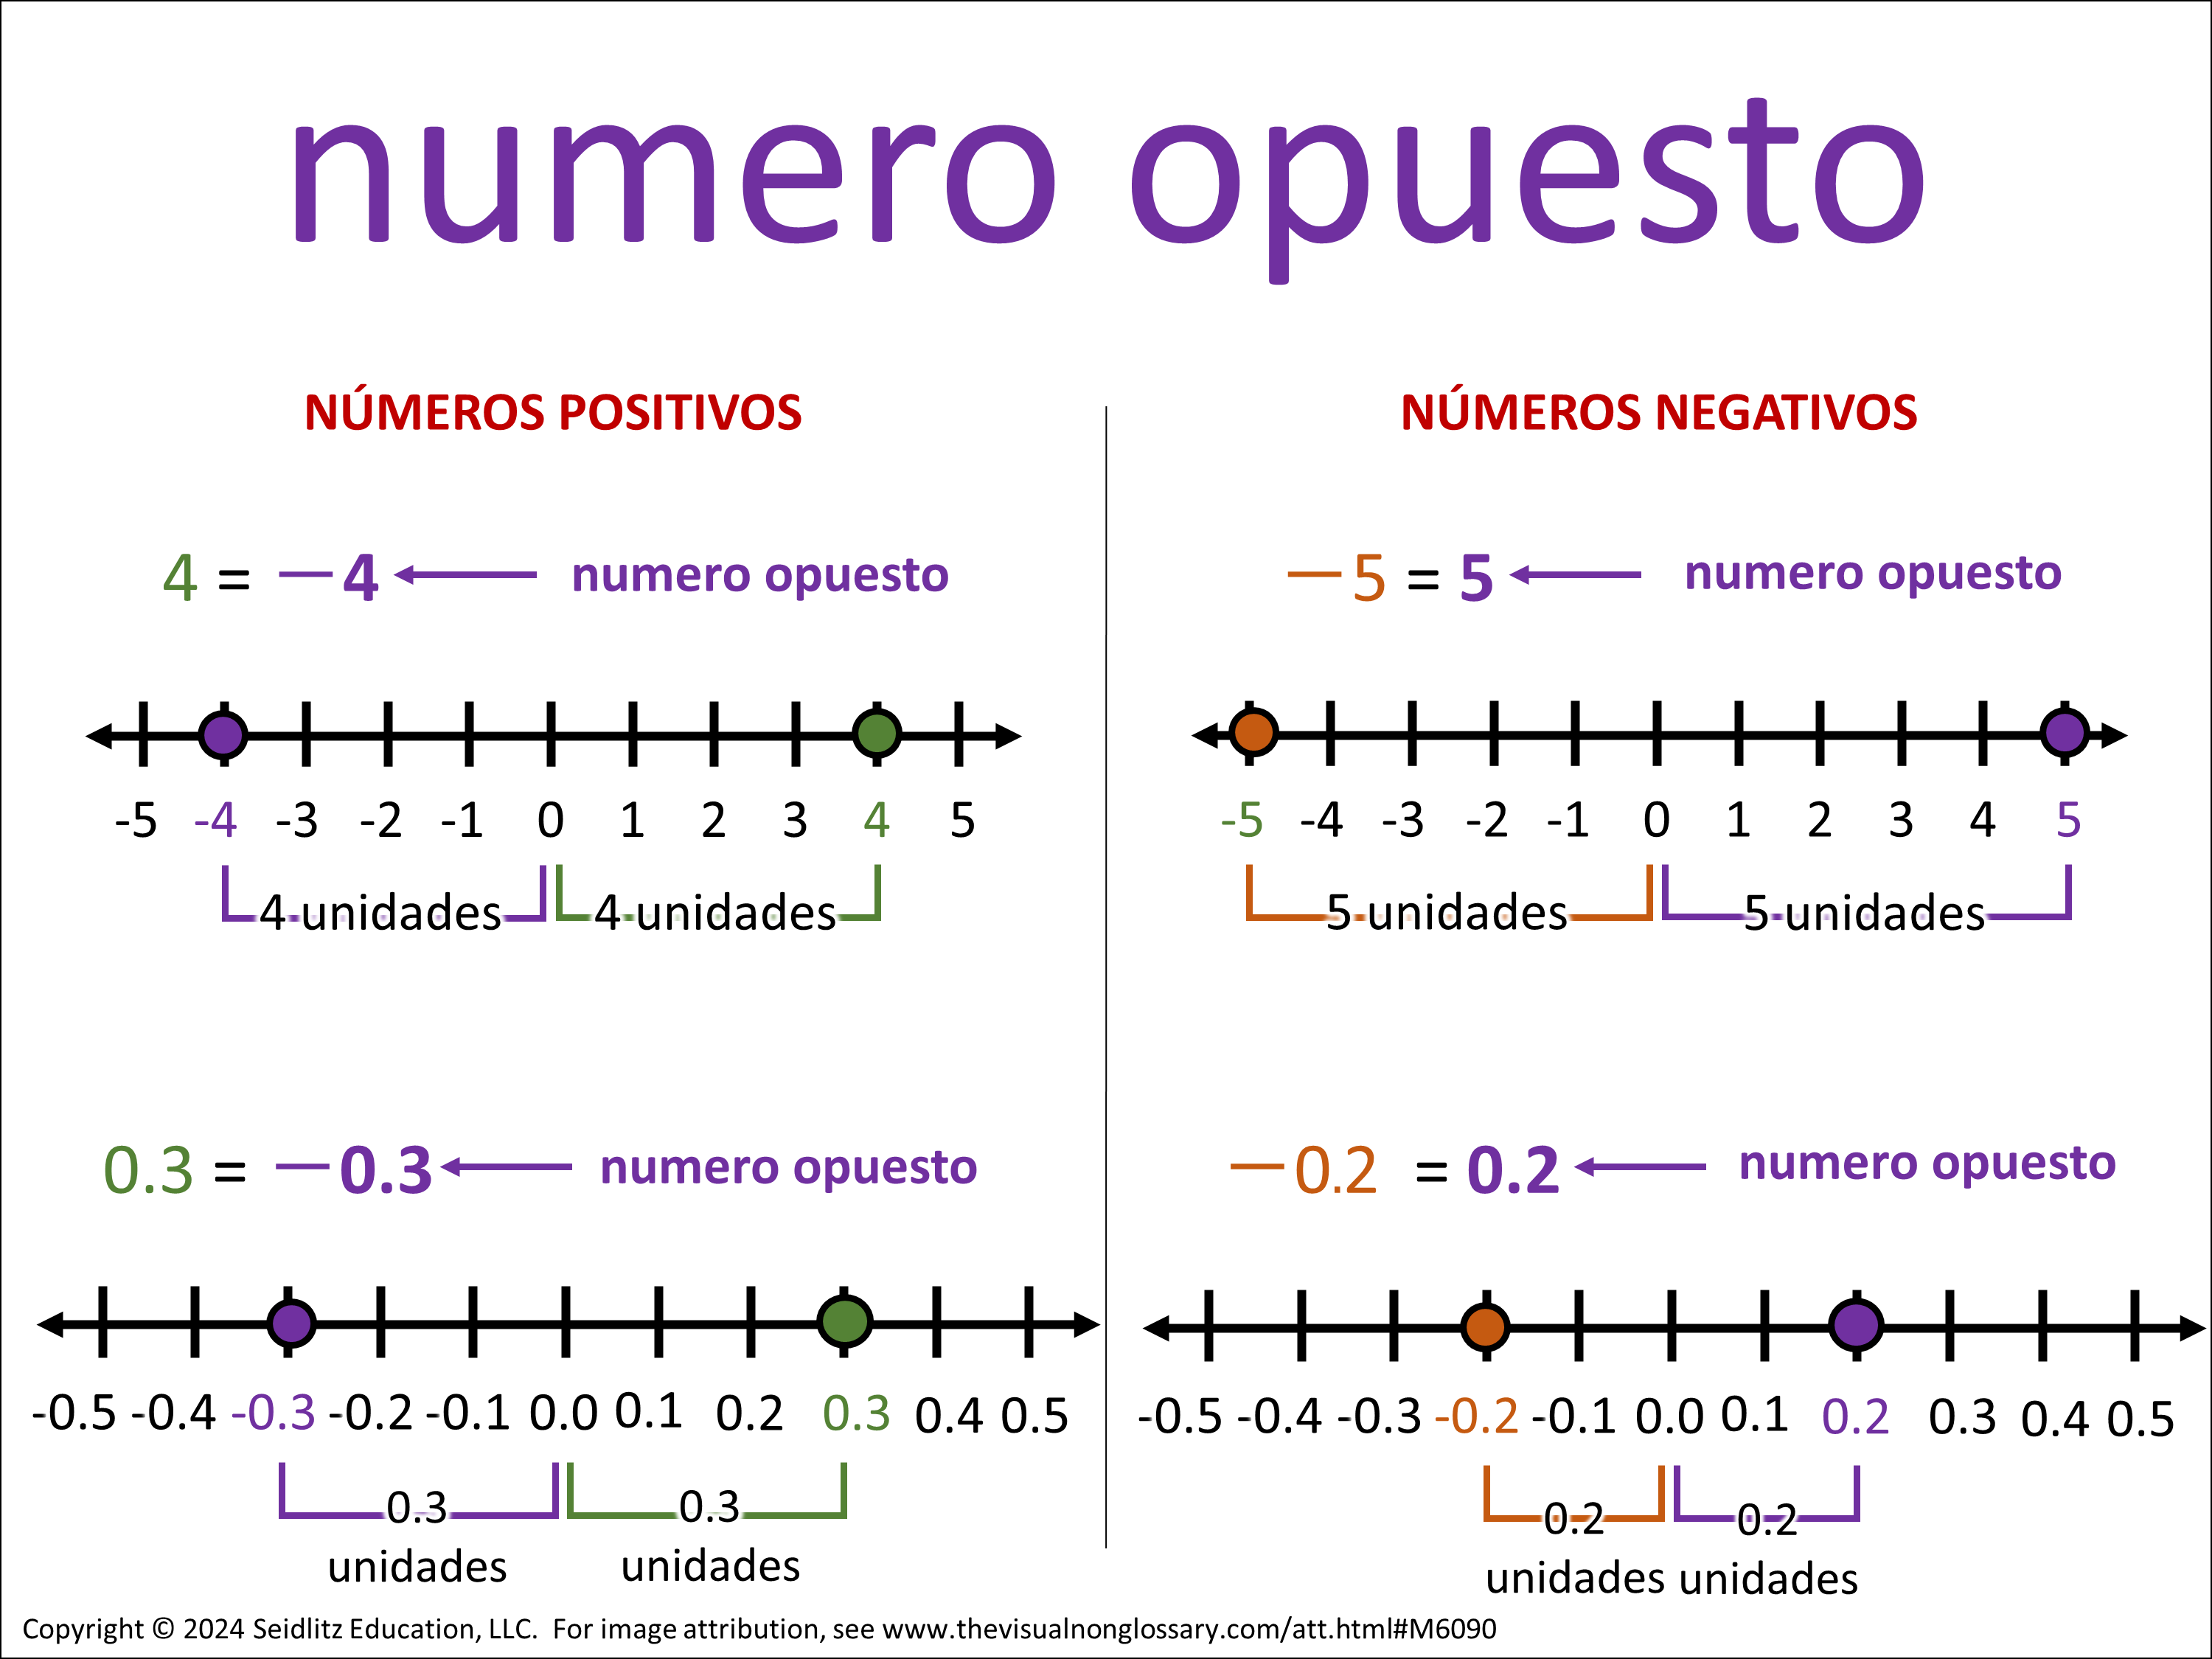 numero opuesto
NÚMEROS POSITIVOS
4 = —4 numero opuesto
-5 -4 -3 -2 -1 0 1 2 3 4 5
4 unidades 4 unidades
0.3 = —0.3 numero opuesto
-0.5 -0.4 -0.3 -0.2 -0.1 0.0 0.1 0.2 0.3 0.4 0.5
0.3 0.3
unidades unidades
NÚMEROS NEGATIVOS
—5 = 5 numero opuesto
-5 -4 -3 -2 -1 0 1 2 3 4 5
5 unidades 5 unidades
—0.2 = 0.2 numero opuesto
-0.5 -0.4 -0.3 -0.2 -0.1 0.0 0.1 0.2 0.3 0.4 0.5
0.2 0.2
unidades unidades
Copyright © 2024 Seidlitz Education, LLC. For image attribution, see www.thevisualnonglossary.com/att.html#M6090